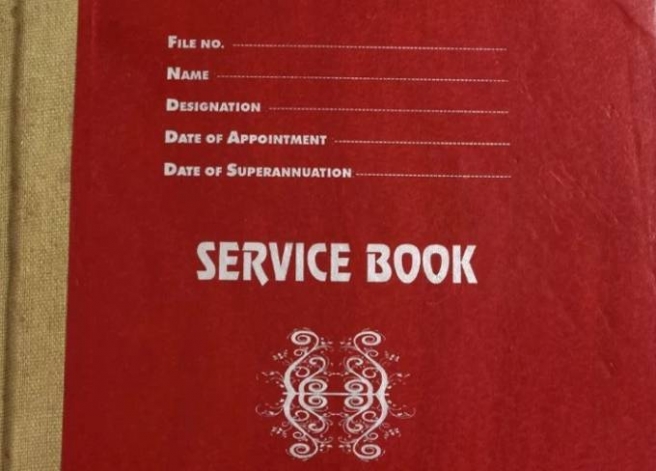 FILE NO.
NAME
DESIGNATION
DATE OF APPOINTMENT
DATE OF SUPERANNUATION
SERVICE BOOK